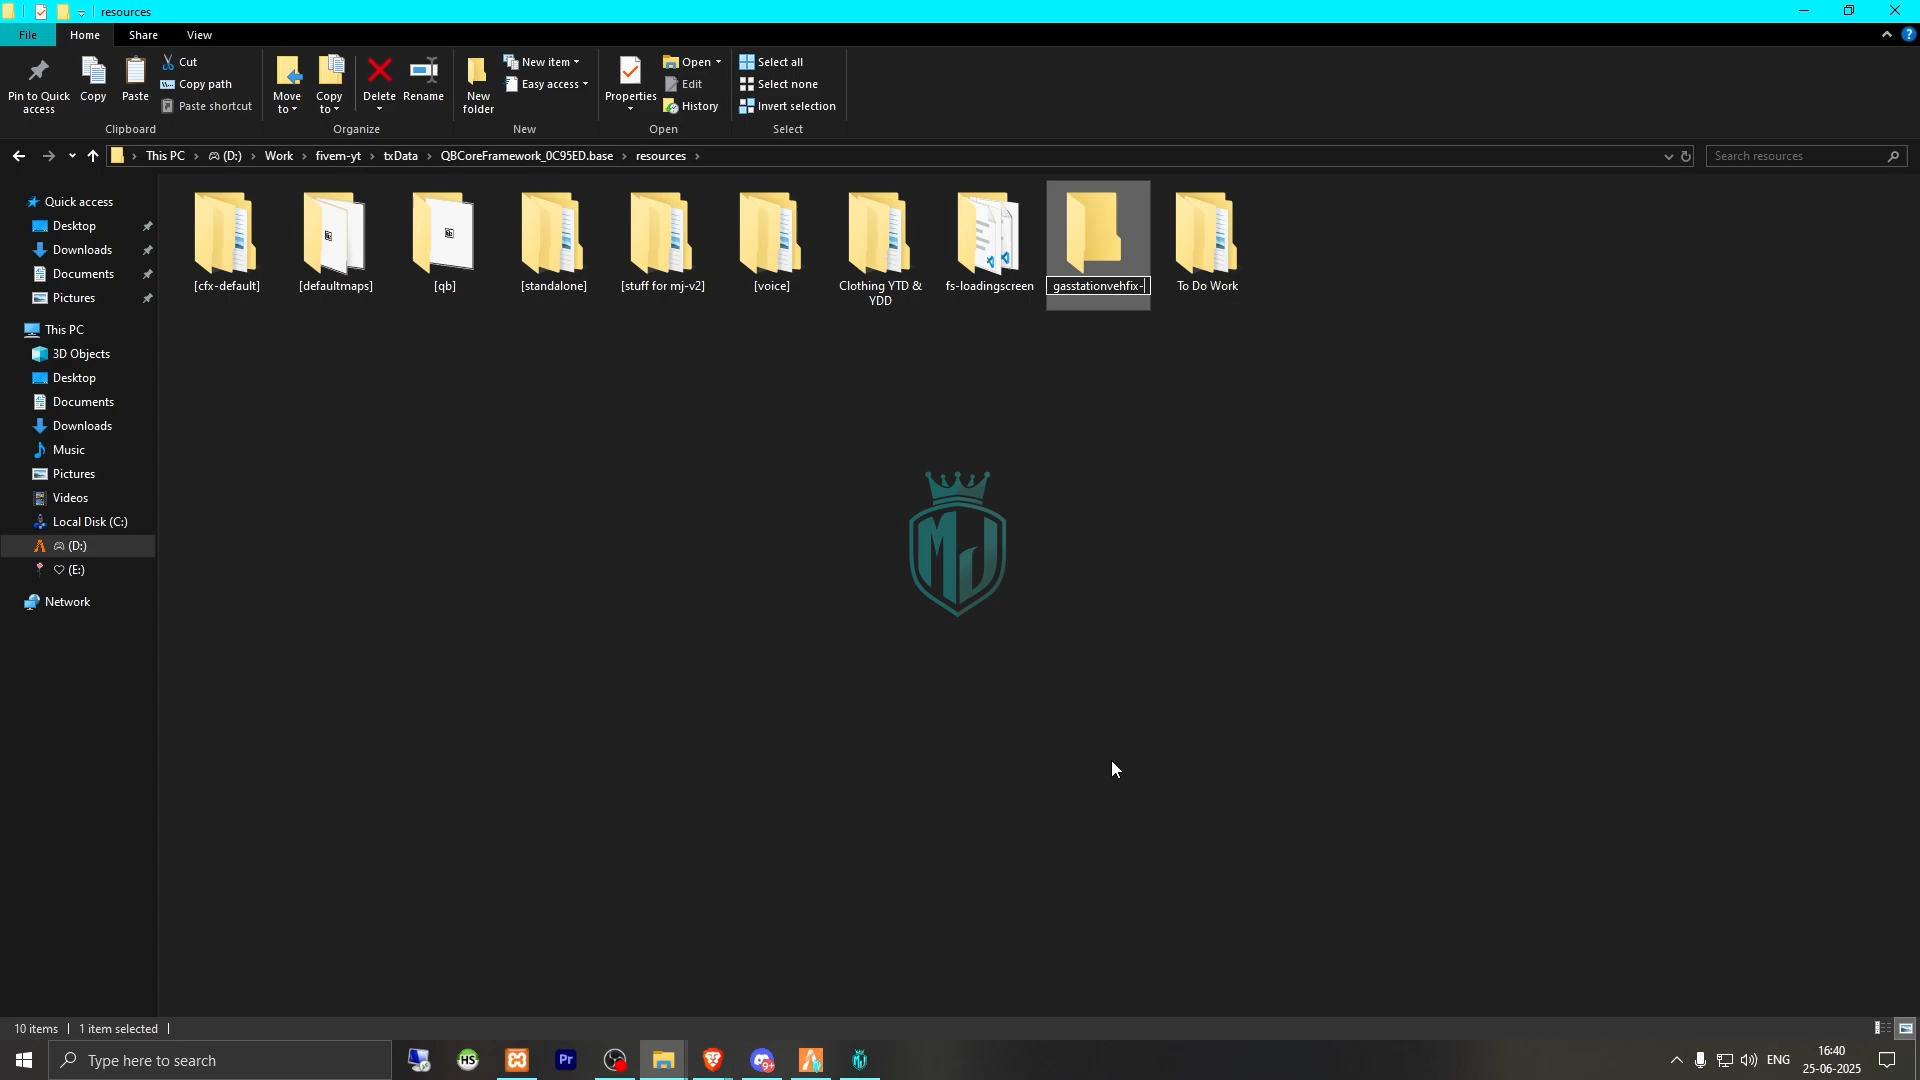 resources
File
Home
Share
View
Pin to Quick
access
Copy
Paste
Cut
Copy path
Paste shortcut
Move
to
Copy
to
Delete
Rename
New
folder
New item
Easy access
Properties
Open
Edit
History
Select all
Select none
Invert selection
Clipboard
Organize
New
Open
Select
This PC
(D:)
Work
fivem-yt
txData
QBCoreFramework_0C95ED.base
resources
Search resources
Quick access
Desktop
Downloads
Documents
Pictures
This PC
3D Objects
Desktop
Documents
Downloads
Music
Pictures
Videos
Local Disk (C:)
(D:)
(E:)
Network
[cfx-default]
[defaultmaps]
[qb]
[standalone]
[stuff for mj-v2]
[voice]
Clothing YTD &
YDD
fs-loadingscreen
gasstationvehfix-
To Do Work
MJ
10 items
1 item selected
Type here to search
HS
Pr
9+
ENG
16:40
25-06-2025